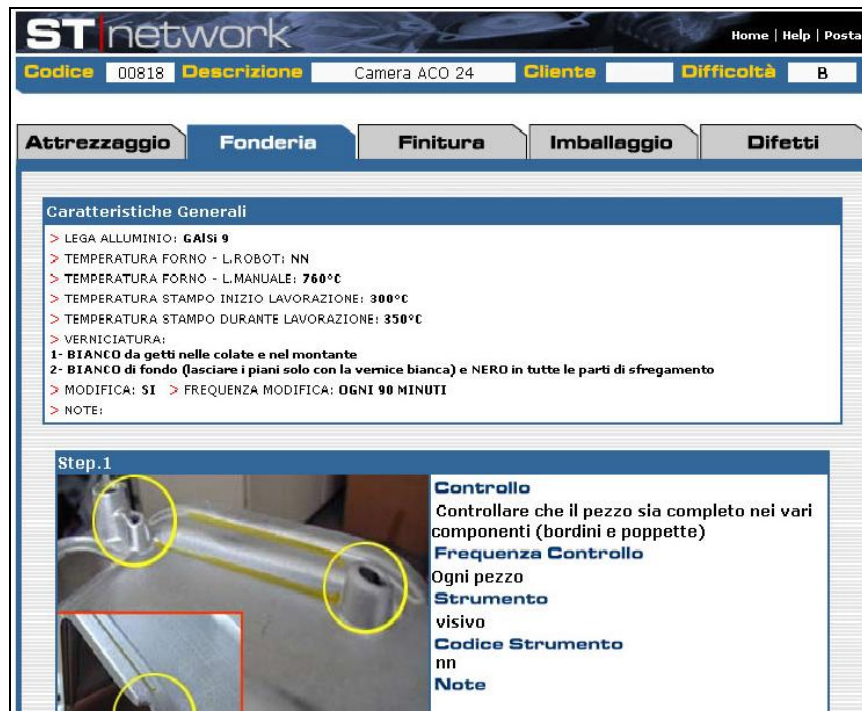 ST network
Home | Help | Posta
Codice 00818 Descrizione Camera ACO 24 Cliente Difficoltà B
Attrezzaggio Fonderia Finitura Imballaggio Difetti
Caratteristiche Generali
> LEGA ALLUMINIO: GAlSi 9
> TEMPERATURA FORNO - L.ROBOT: NN
> TEMPERATURA FORNO - L.MANUALE: 760°C
> TEMPERATURA STAMPO INIZIO LAVORAZIONE: 300°C
> TEMPERATURA STAMPO DURANTE LAVORAZIONE: 350°C
> VERNICIATURA:
1- BIANCO da getti nelle colate e nel montante
2- BIANCO di fondo (lasciare i piani solo con la vernice bianca) e NERO in tutte le parti di sfregamento
> MODIFICA: SI > FREQUENZA MODIFICA: OGNI 90 MINUTI
> NOTE:
Step.1
Controllo
Controllare che il pezzo sia completo nei vari
componenti (bordini e poppette)
Frequenza Controllo
Ogni pezzo
Strumento
visivo
Codice Strumento
nn
Note